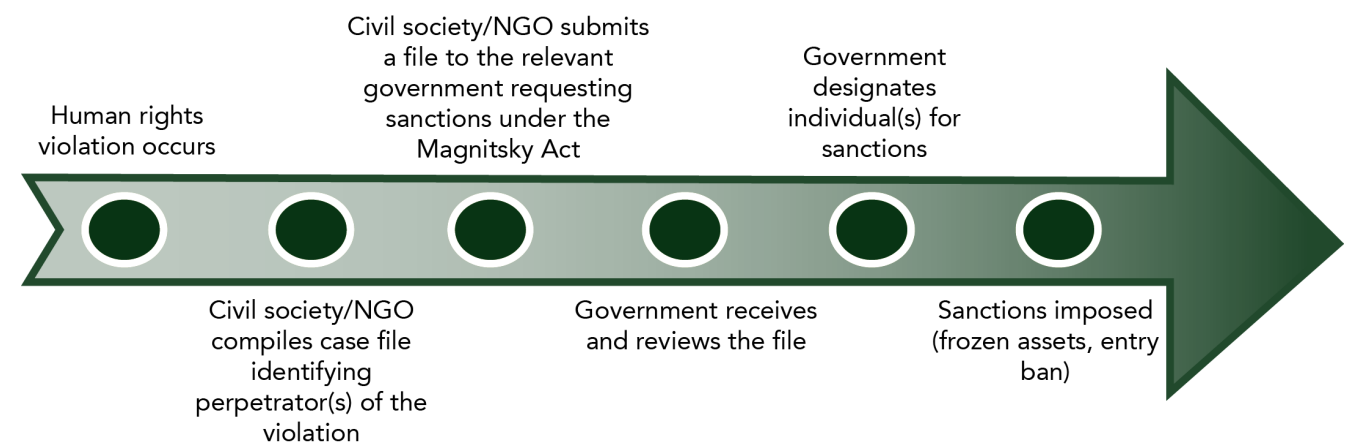 Human rights
violation occurs
Civil society/NGO
compiles case file
identifying
perpetrator(s) of the
violation
Civil society/NGO submits
a file to the relevant
government requesting
sanctions under the
Magnitsky Act
Government receives
and reviews the file
Government
designates
individual(s) for
sanctions
Sanctions imposed
(frozen assets, entry
ban)